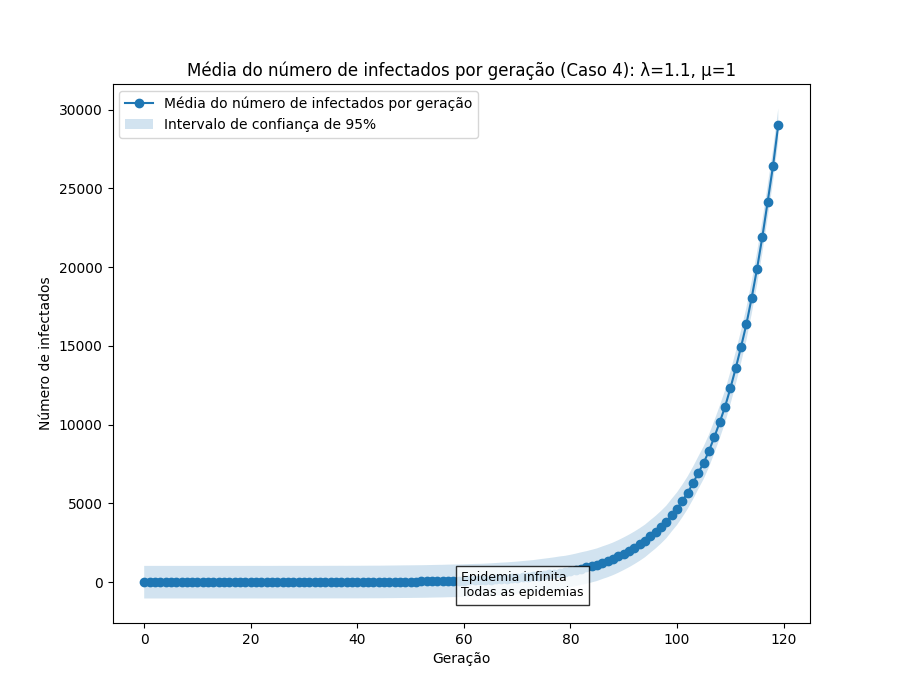 Média do número de infectados por geração (Caso 4): λ=1.1, μ=1
Média do número de infectados por geração
Intervalo de confiança de 95%
30000
25000
20000
15000
10000
5000
0
Número de infectados
Epidemia infinita
Todas as epidemias
0 20 40 60 80 100 120
Geração